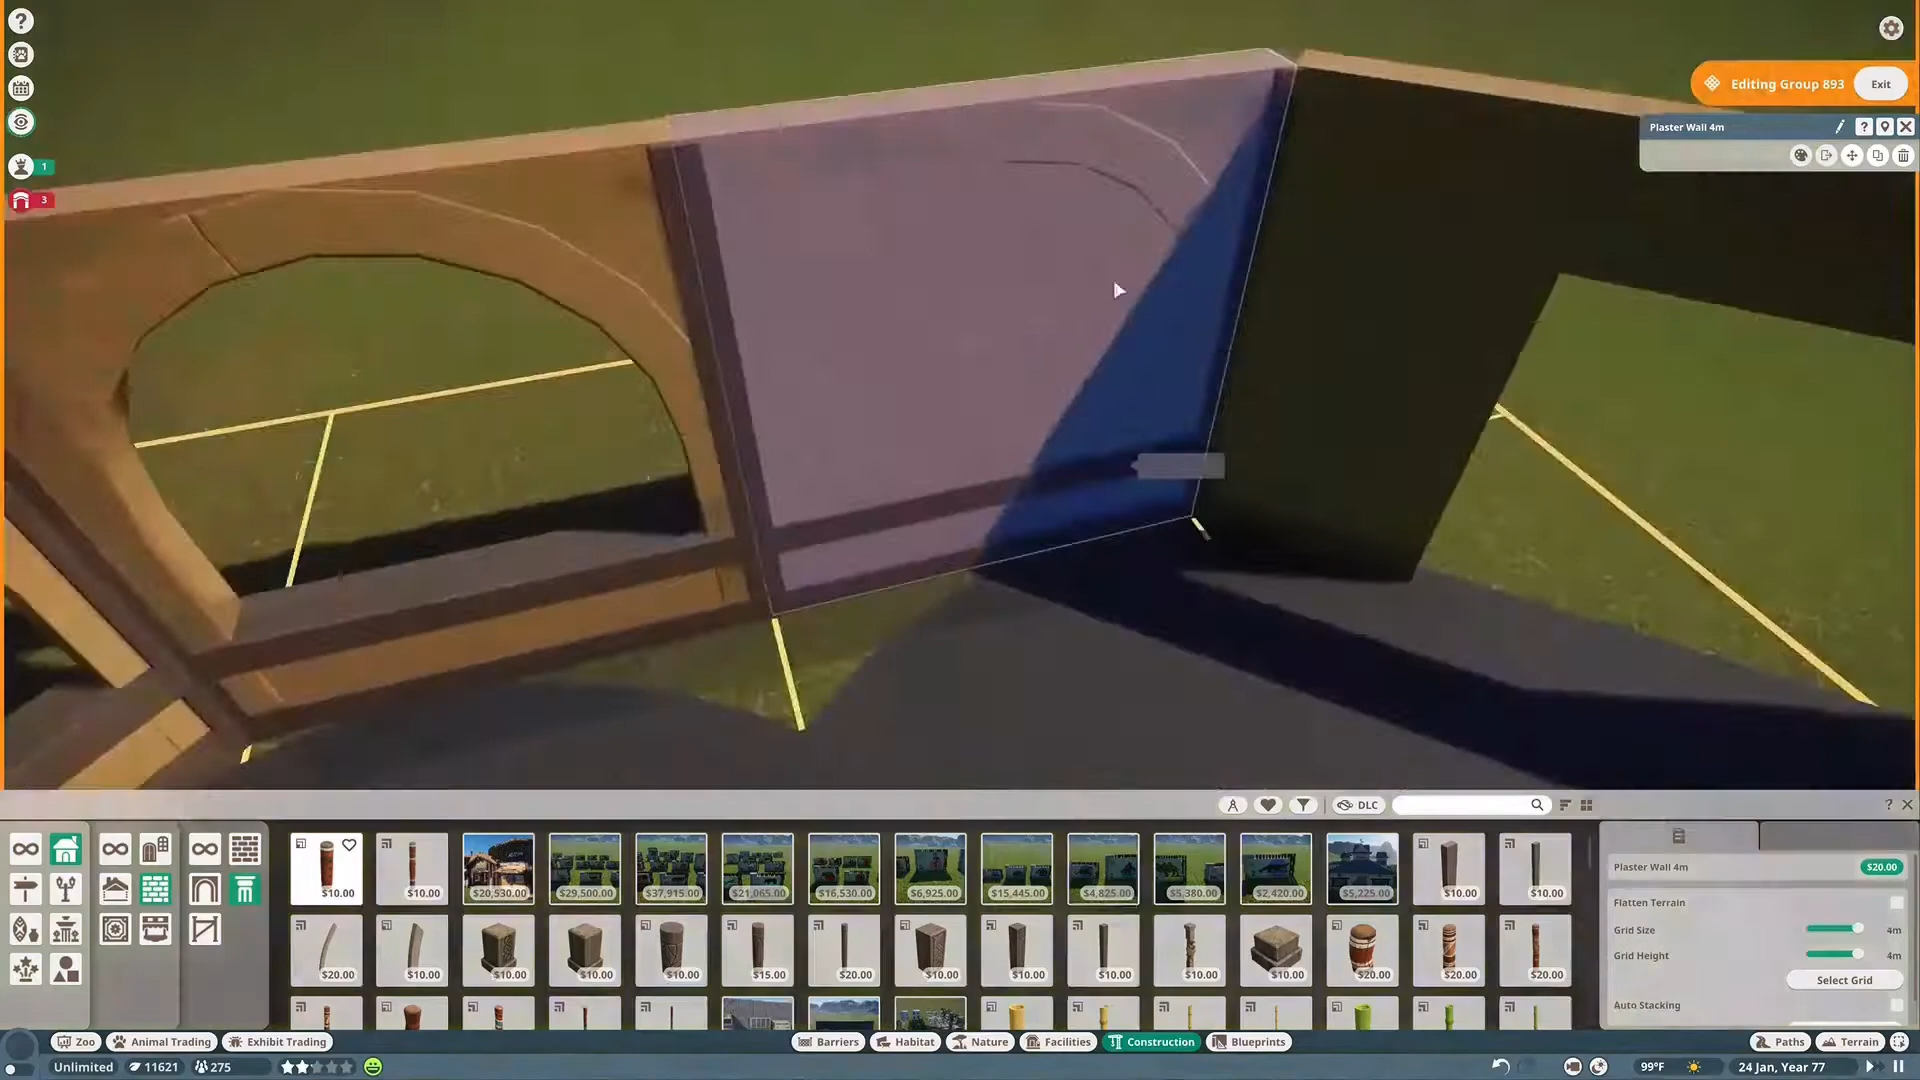 ?
1
3
Editing Group 893
Exit
Plaster Wall 4m
?
DLC
?
$10.00
$10.00
$20,530.00
$29,500.00
$37,915.00
$21,065.00
$16,530.00
$6,925.00
$15,445.00
$4,825.00
$5,380.00
$2,420.00
$5,225.00
$10.00
$10.00
$20.00
$10.00
$10.00
$10.00
$10.00
$15.00
$20.00
$10.00
$10.00
$10.00
$10.00
$10.00
$20.00
$20.00
$20.00
Plaster Wall 4m
$20.00
Flatten Terrain
Grid Size
4m
Grid Height
4m
Select Grid
Auto Stacking
Zoo
Animal Trading
Exhibit Trading
Barriers
Habitat
Nature
Facilities
Construction
Blueprints
Paths
Terrain
Unlimited
11621
275
99°F
24 Jan, Year 77